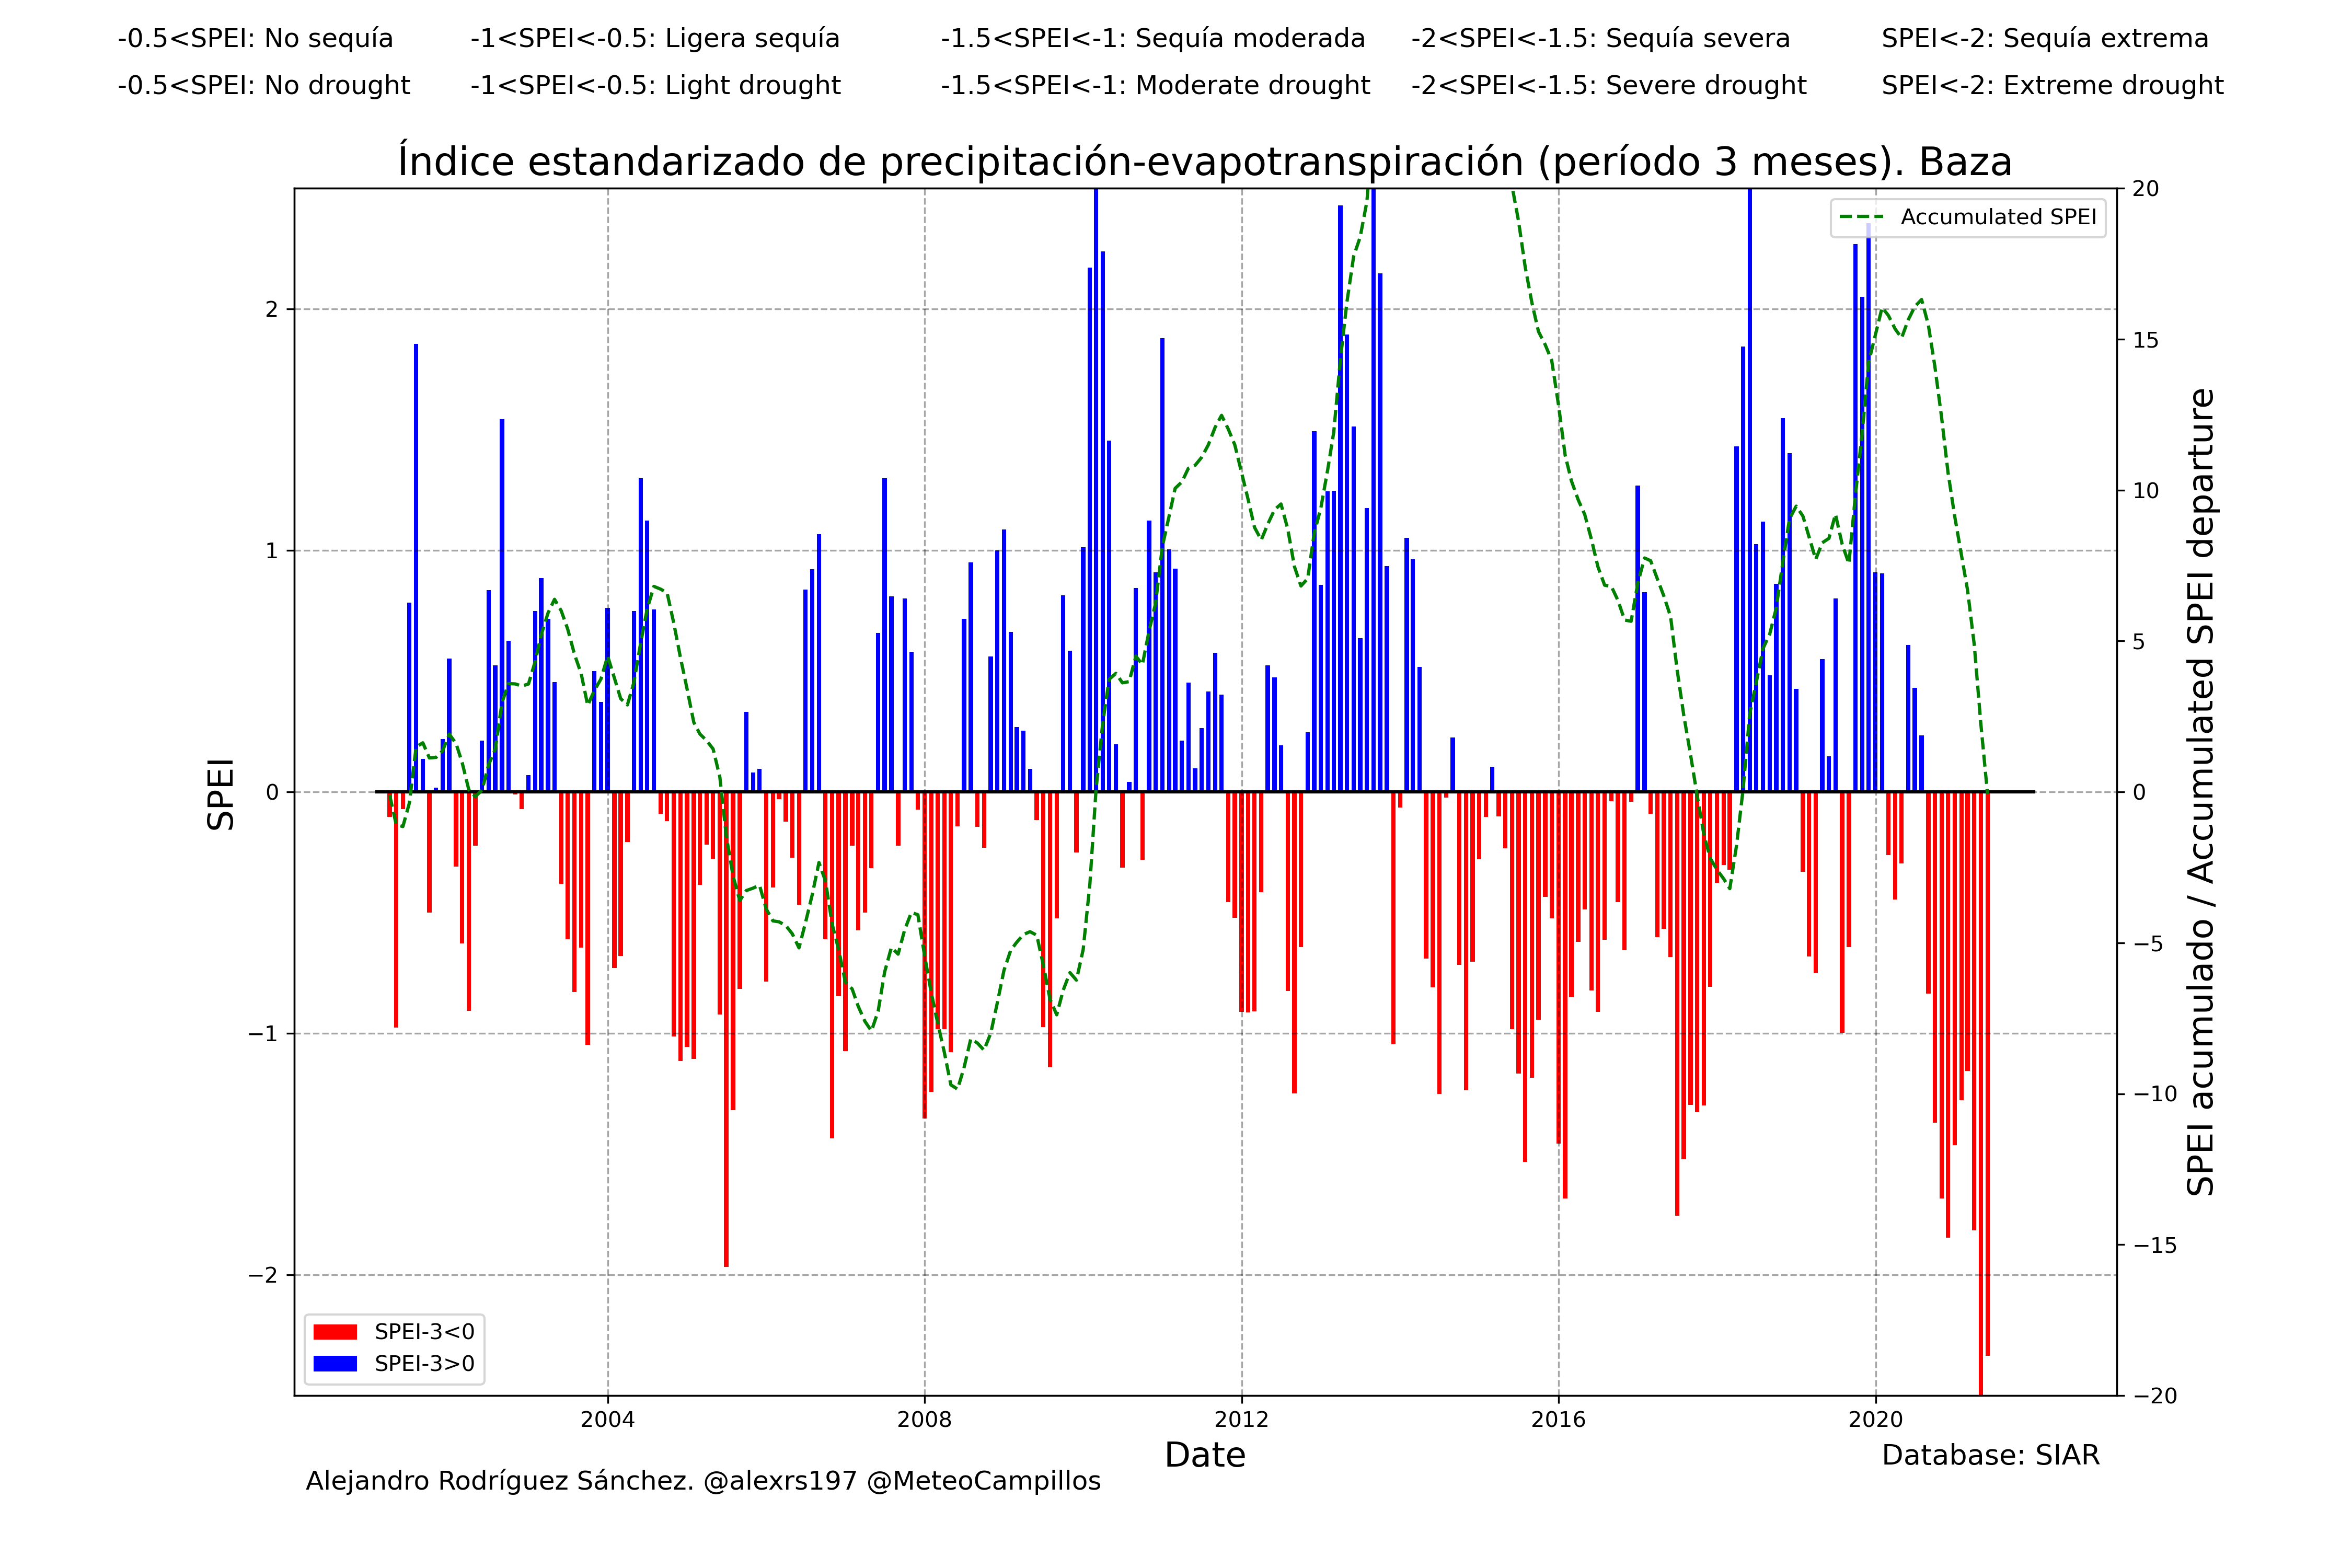 -0.5<SPEI: No sequía -1<SPEI<-0.5: Ligera sequía -1.5<SPEI<-1: Sequía moderada -2<SPEI<-1.5: Sequía severa SPEI<-2: Sequía extrema
-0.5<SPEI: No drought -1<SPEI<-0.5: Light drought -1.5<SPEI<-1: Moderate drought -2<SPEI<-1.5: Severe drought SPEI<-2: Extreme drought
Índice estandarizado de precipitación-evapotranspiración (período 3 meses). Baza
Accumulated SPEI
2
1
0
−1
−2
SPEI
20
15
10
5
0
−5
−10
−15
−20
SPEI acumulado / Accumulated SPEI departure
SPEI-3<0
SPEI-3>0
2004 2008 2012 2016 2020
Date
Database: SIAR
Alejandro Rodríguez Sánchez. @alexrs197 @MeteoCampillos